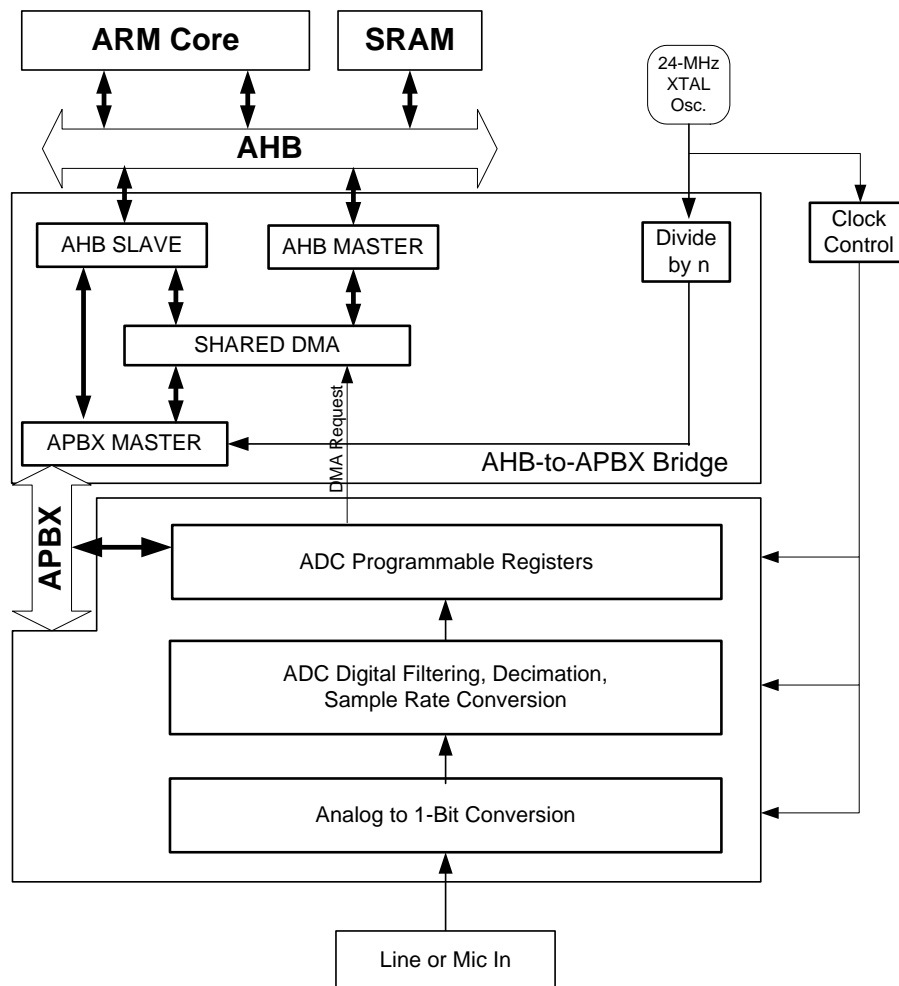 ARM Core
SRAM
24-MHz
XTAL
Osc.
AHB
AHB SLAVE
AHB MASTER
Divide
by n
Clock
Control
SHARED DMA
DMA Request
APBX MASTER
AHB-to-APBX Bridge
APBX
ADC Programmable Registers
ADC Digital Filtering, Decimation,
Sample Rate Conversion
Analog to 1-Bit Conversion
Line or Mic In